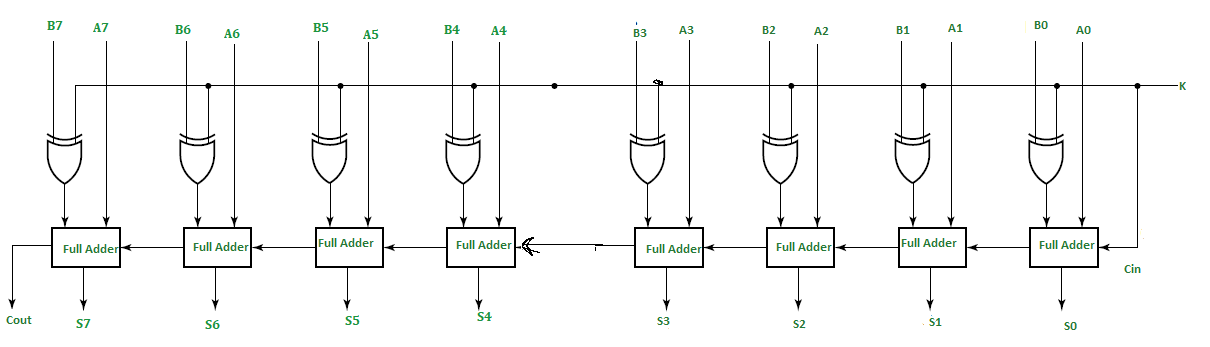 B7 A7 B6 A6 B5 A5 B4 A4 B3 A3 B2 A2 B1 A1 B0 A0
K
Full Adder Full Adder Full Adder Full Adder Full Adder Full Adder Full Adder Full Adder
Cin
Cout S7 S6 S5 S4 S3 S2 S1 S0